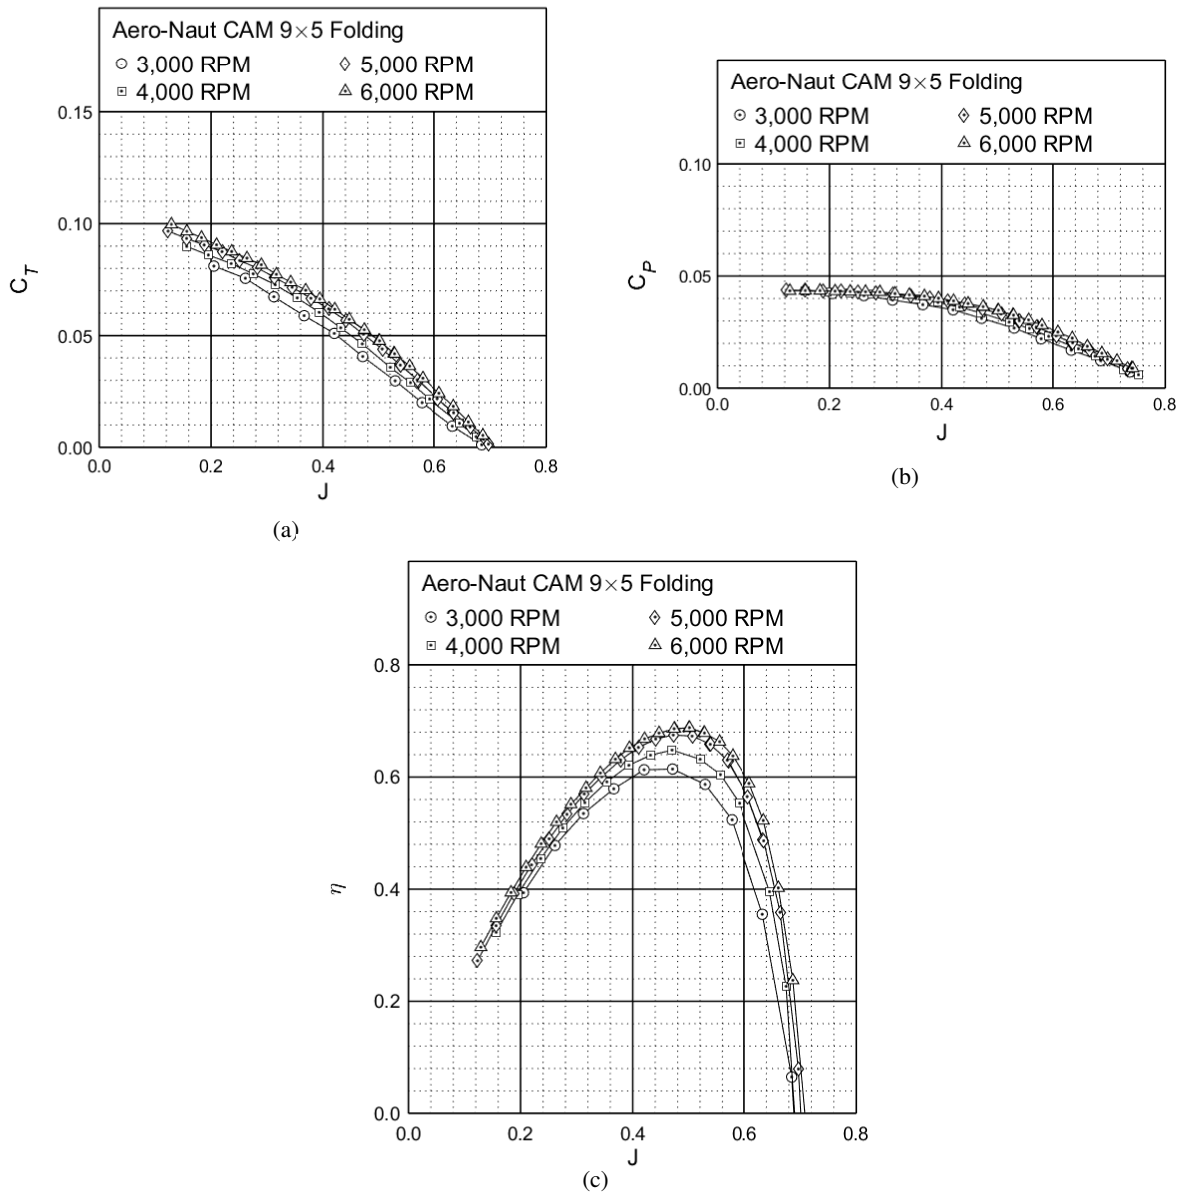 Aero-Naut CAM 9×5 Folding
3,000 RPM 5,000 RPM
4,000 RPM 6,000 RPM
0.15
0.10
0.05
0.00
C_T
0.0 0.2 0.4 0.6 0.8
J
(a)
Aero-Naut CAM 9×5 Folding
3,000 RPM 5,000 RPM
4,000 RPM 6,000 RPM
0.10
0.05
0.00
C_P
0.0 0.2 0.4 0.6 0.8
J
(b)
Aero-Naut CAM 9×5 Folding
3,000 RPM 5,000 RPM
4,000 RPM 6,000 RPM
0.8
0.6
0.4
0.2
0.0
η
0.0 0.2 0.4 0.6 0.8
J
(c)